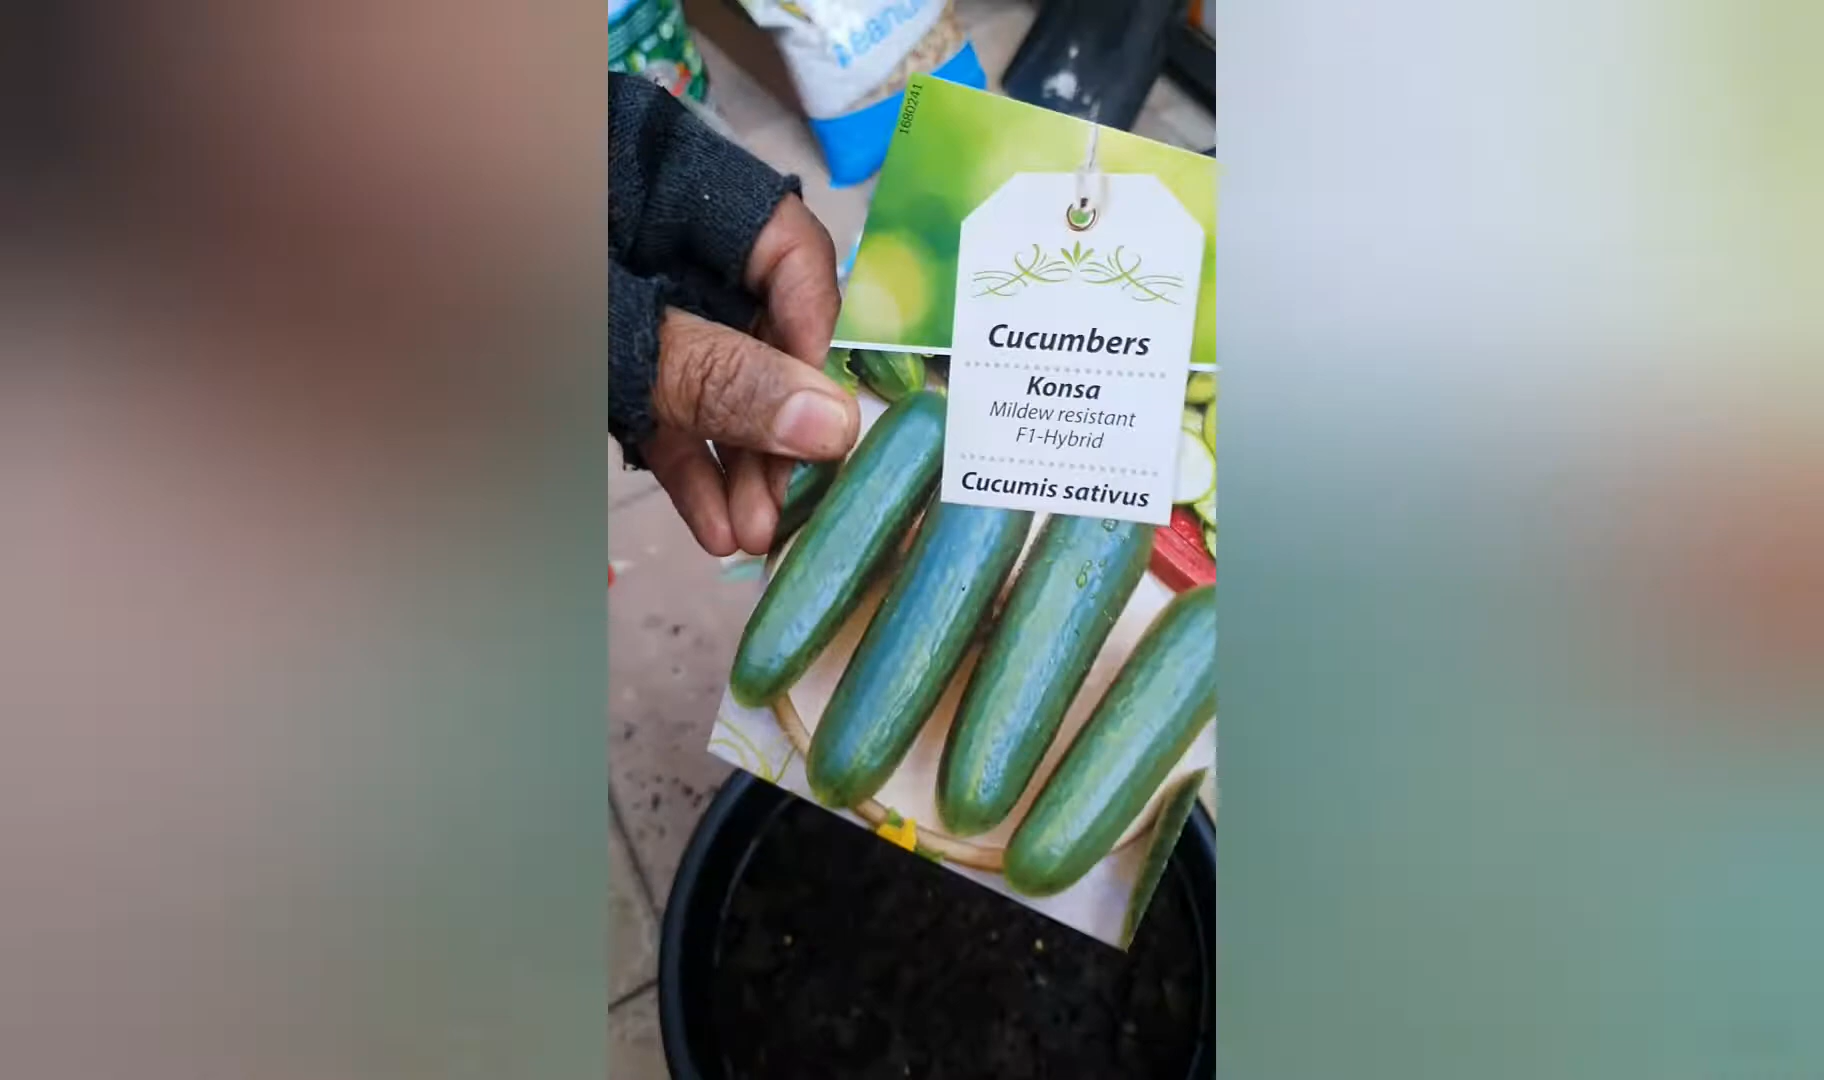 1680241
Cucumbers
Konsa
Mildew resistant
F1-Hybrid
Cucumis sativus